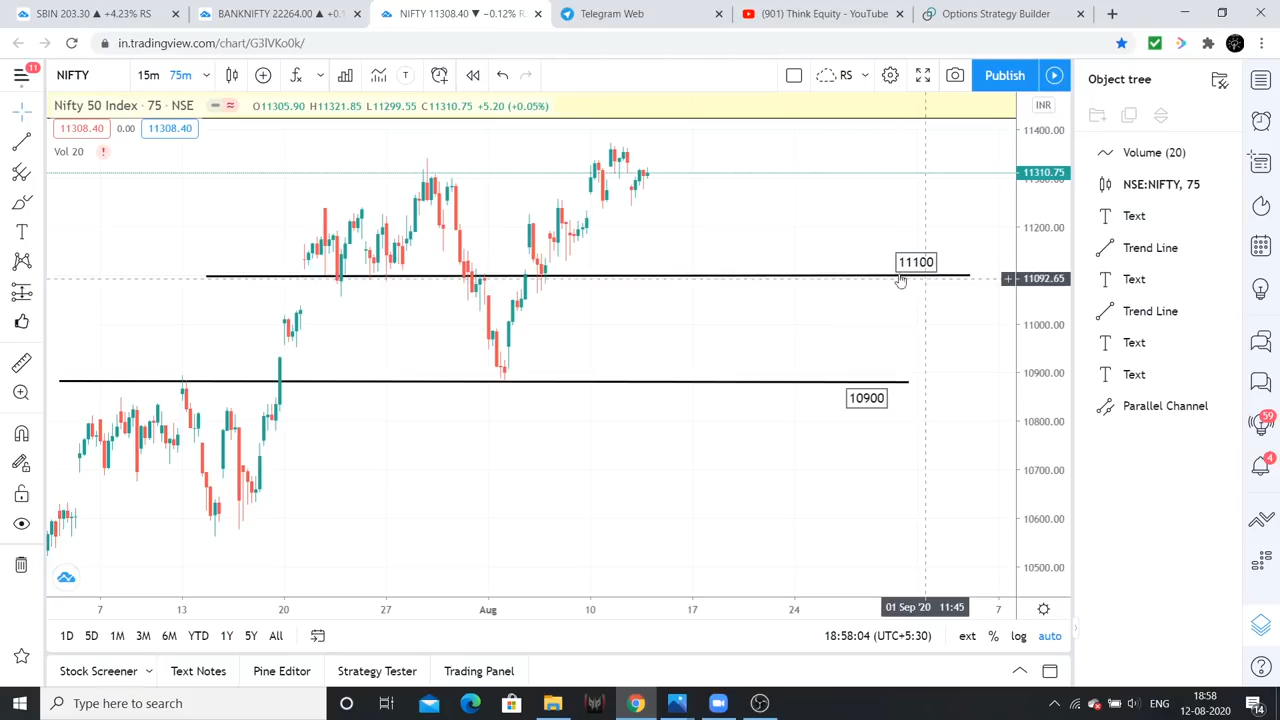 SBIN 203.30 ▲ +4.23% RS
BANKNIFTY 22264.00 ▲ +0.1
NIFTY 11308.40 ▼ −0.12% R
Telegram Web
(901) Think Equity - YouTube
Options Strategy Builder
in.tradingview.com/chart/G3lVKo0k/
11
NIFTY
15m
75m
RS
Publish
Object tree
Nifty 50 Index · 75 · NSE
O11305.90 H11321.85 L11299.55 C11310.75 +5.20 (+0.05%)
INR
11308.40
0.00
11308.40
Vol 20
11400.00
11310.75
11300.00
11200.00
11100
11092.65
11000.00
10900.00
10900
10800.00
10700.00
10600.00
10500.00
Volume (20)
NSE:NIFTY, 75
Text
Trend Line
Text
Trend Line
Text
Text
Parallel Channel
59
4
7
13
20
27
Aug
10
17
24
01 Sep '20 11:45
7
1D
5D
1M
3M
6M
YTD
1Y
5Y
All
18:58:04 (UTC+5:30)
ext
%
log
auto
Stock Screener
Text Notes
Pine Editor
Strategy Tester
Trading Panel
Type here to search
ENG
18:58
12-08-2020